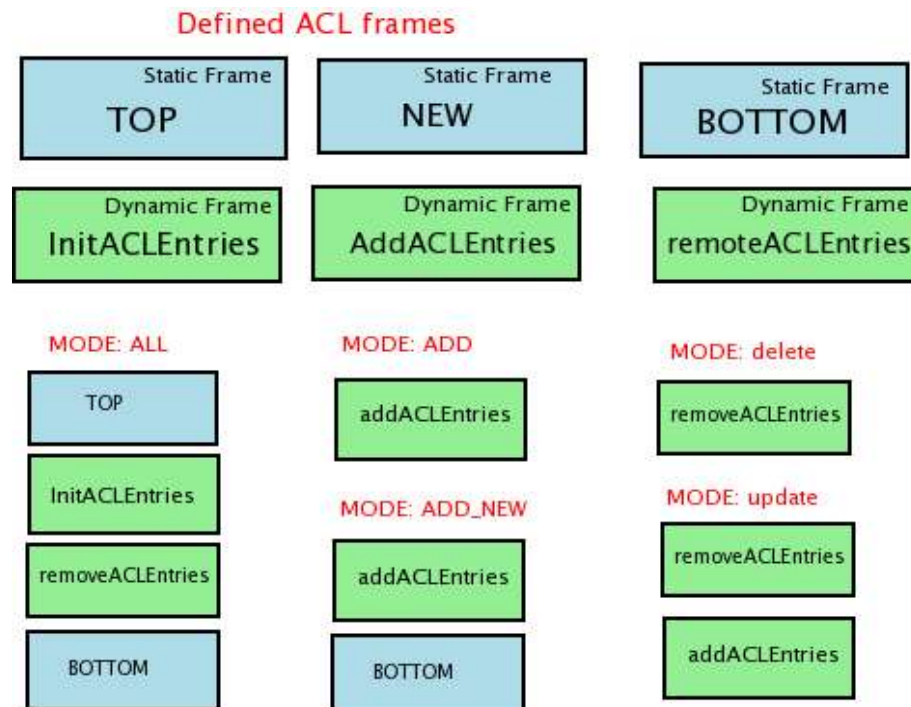 Defined ACL frames
Static Frame
TOP
Static Frame
NEW
Static Frame
BOTTOM
Dynamic Frame
InitACLEntries
Dynamic Frame
AddACLEntries
Dynamic Frame
remoteACLEntries
MODE: ALL
TOP
InitACLEntries
removeACLEntries
BOTTOM
MODE: ADD
addACLEntries
MODE: ADD_NEW
addACLEntries
BOTTOM
MODE: delete
removeACLEntries
MODE: update
removeACLEntries
addACLEntries